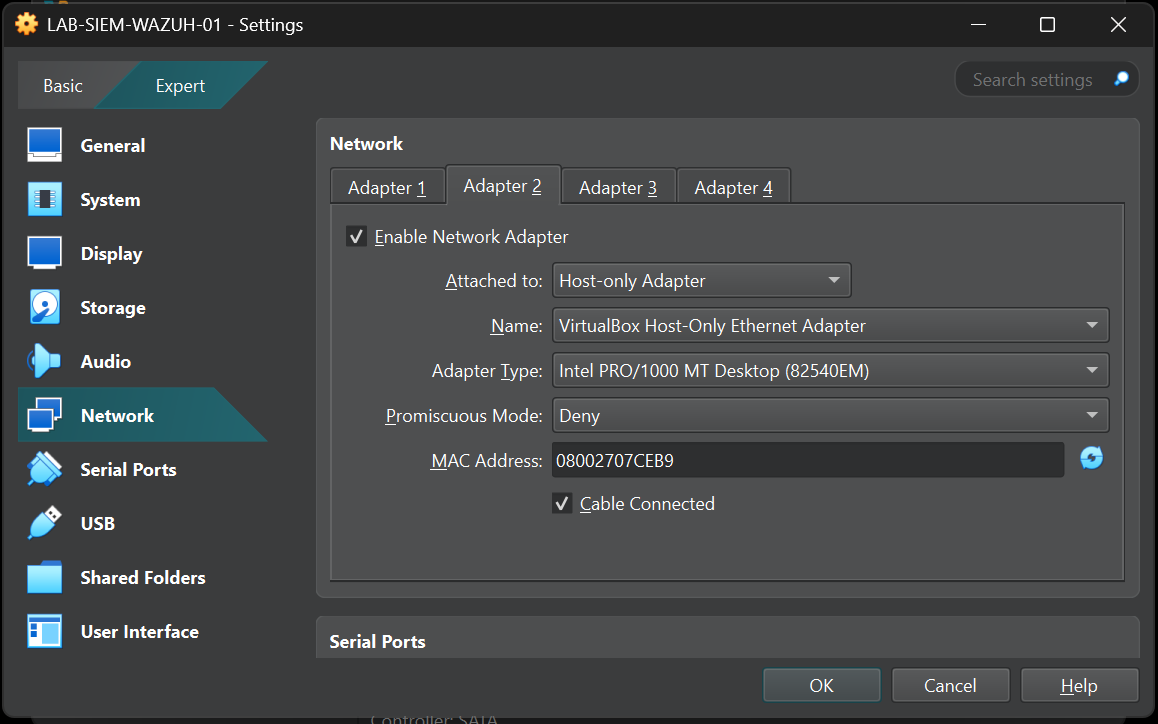 LAB-SIEM-WAZUH-01 - Settings
Basic Expert Search settings
General
System
Display
Storage
Audio
Network
Serial Ports
USB
Shared Folders
User Interface
Network
Adapter 1 Adapter 2 Adapter 3 Adapter 4
Enable Network Adapter
Attached to: Host-only Adapter
Name: VirtualBox Host-Only Ethernet Adapter
Adapter Type: Intel PRO/1000 MT Desktop (82540EM)
Promiscuous Mode: Deny
MAC Address: 08002707CEB9
Cable Connected
Serial Ports
OK Cancel Help
Controller: SATA